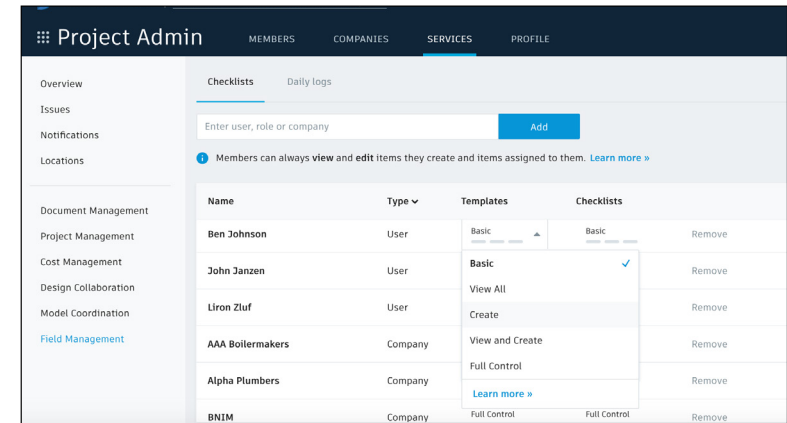 Project Admin MEMBERS COMPANIES SERVICES PROFILE
Overview
Issues
Notifications
Locations
Document Management
Project Management
Cost Management
Design Collaboration
Model Coordination
Field Management
Checklists Daily logs
Enter user, role or company Add
Members can always view and edit items they create and items assigned to them. Learn more »
Name Type Templates Checklists
Ben Johnson User Basic Basic Remove
John Janzen User Remove
Liron Zluf User Remove
AAA Boilermakers Company Remove
Alpha Plumbers Company Remove
BNIM Company Full Control Full Control Remove
Basic
View All
Create
View and Create
Full Control
Learn more »